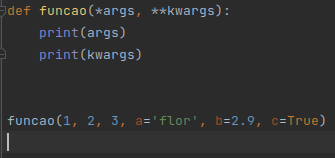 def funcao(*args, **kwargs):
    print(args)
    print(kwargs)
funcao(1, 2, 3, a='flor', b=2.9, c=True)